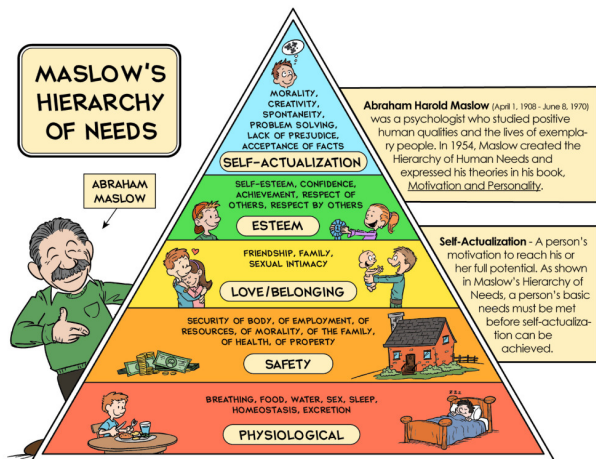 MASLOW'S
HIERARCHY
OF NEEDS
ABRAHAM
MASLOW
MORALITY,
CREATIVITY,
SPONTANEITY,
PROBLEM SOLVING,
LACK OF PREJUDICE,
ACCEPTANCE OF FACTS
SELF-ACTUALIZATION
SELF-ESTEEM, CONFIDENCE,
ACHIEVEMENT, RESPECT OF
OTHERS, RESPECT BY OTHERS
ESTEEM
FRIENDSHIP, FAMILY,
SEXUAL INTIMACY
LOVE/BELONGING
SECURITY OF BODY, OF EMPLOYMENT, OF
RESOURCES, OF MORALITY, OF THE FAMILY,
OF HEALTH, OF PROPERTY
SAFETY
BREATHING, FOOD, WATER, SEX, SLEEP,
HOMEOSTASIS, EXCRETION
PHYSIOLOGICAL
Abraham Harold Maslow (April 1, 1908 - June 8, 1970)
was a psychologist who studied positive
human qualities and the lives of exempla-
ry people. In 1954, Maslow created the
Hierarchy of Human Needs and
expressed his theories in his book,
Motivation and Personality.
Self-Actualization - A person's
motivation to reach his or
her full potential. As shown
in Maslow's Hierarchy of
Needs, a person's basic
needs must be met
before self-actualiza-
tion can be
achieved.